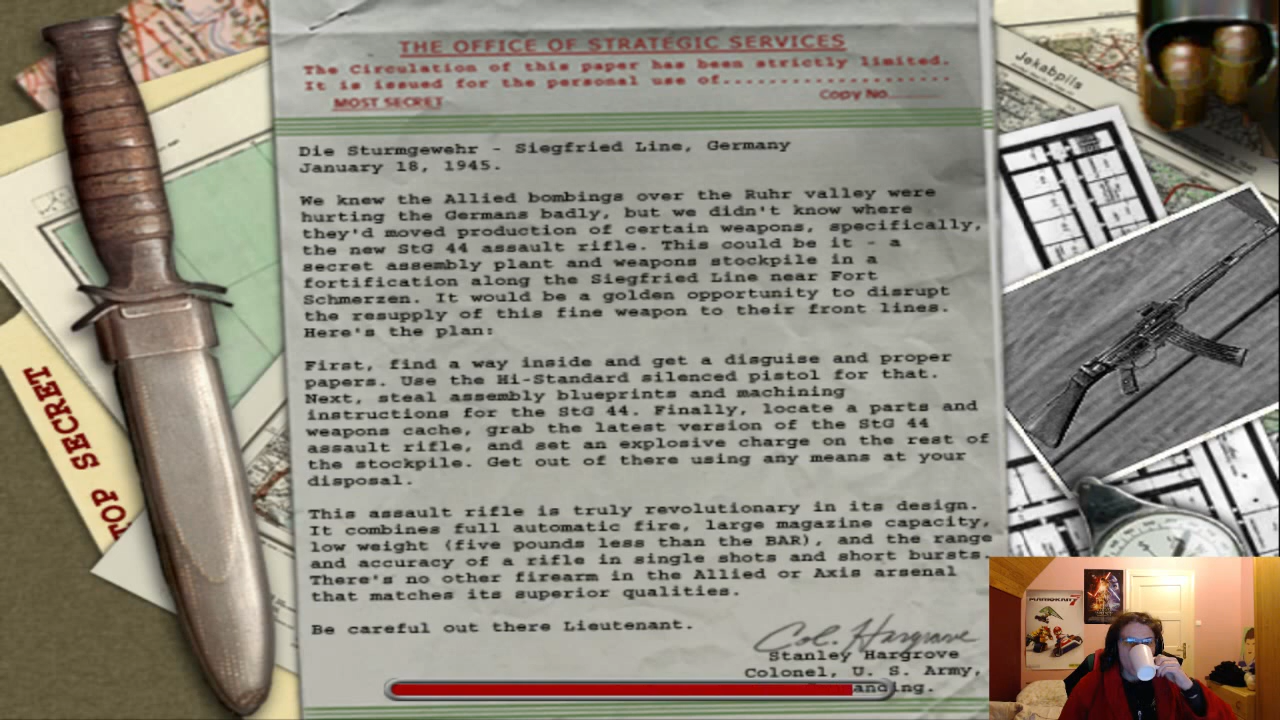 THE OFFICE OF STRATEGIC SERVICES
The Circulation of this paper has been strictly limited.
It is issued for the personal use of.....................
MOST SECRET
Copy No.........
Die Sturmgewehr - Siegfried Line, Germany
January 18, 1945.
We knew the Allied bombings over the Ruhr valley were
hurting the Germans badly, but we didn't know where
they'd moved production of certain weapons, specifically,
the new StG 44 assault rifle. This could be it - a
secret assembly plant and weapons stockpile in a
fortification along the Siegfried Line near Fort
Schmerzen. It would be a golden opportunity to disrupt
the resupply of this fine weapon to their front lines.
Here's the plan:
First, find a way inside and get a disguise and proper
papers. Use the Hi-Standard silenced pistol for that.
Next, steal assembly blueprints and machining
instructions for the StG 44. Finally, locate a parts and
weapons cache, grab the latest version of the StG 44
assault rifle, and set an explosive charge on the rest of
the stockpile. Get out of there using any means at your
disposal.
This assault rifle is truly revolutionary in its design.
It combines full automatic fire, large magazine capacity,
low weight (five pounds less than the BAR), and the range
and accuracy of a rifle in single shots and short bursts.
There's no other firearm in the Allied or Axis arsenal
that matches its superior qualities.
Be careful out there Lieutenant.
Col. Hargrave
Stanley Hargrove
Colonel, U. S. Army,
anding.
TOP SECRET
Jekabpils
MARIOKART 7